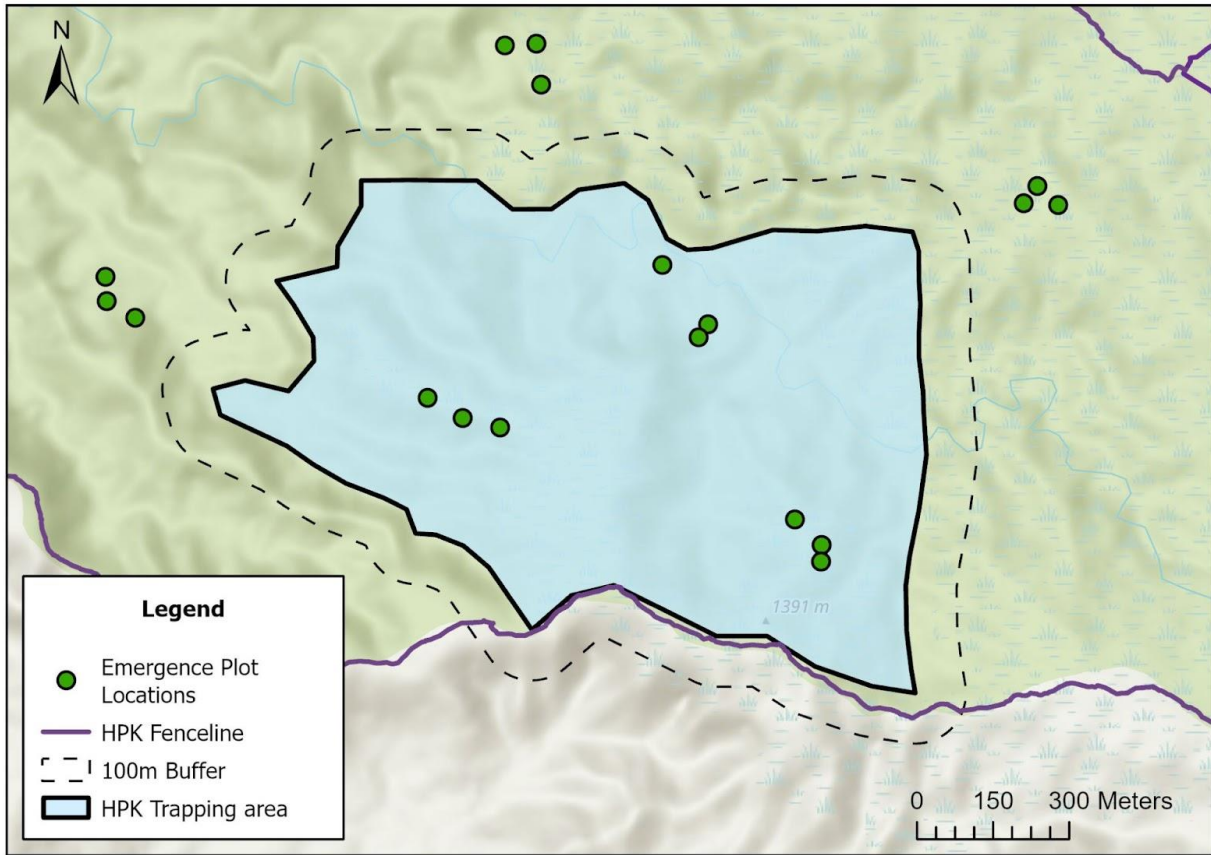 N
1391 m
Legend
Emergence Plot
Locations
HPK Fenceline
100m Buffer
HPK Trapping area
0 150 300 Meters